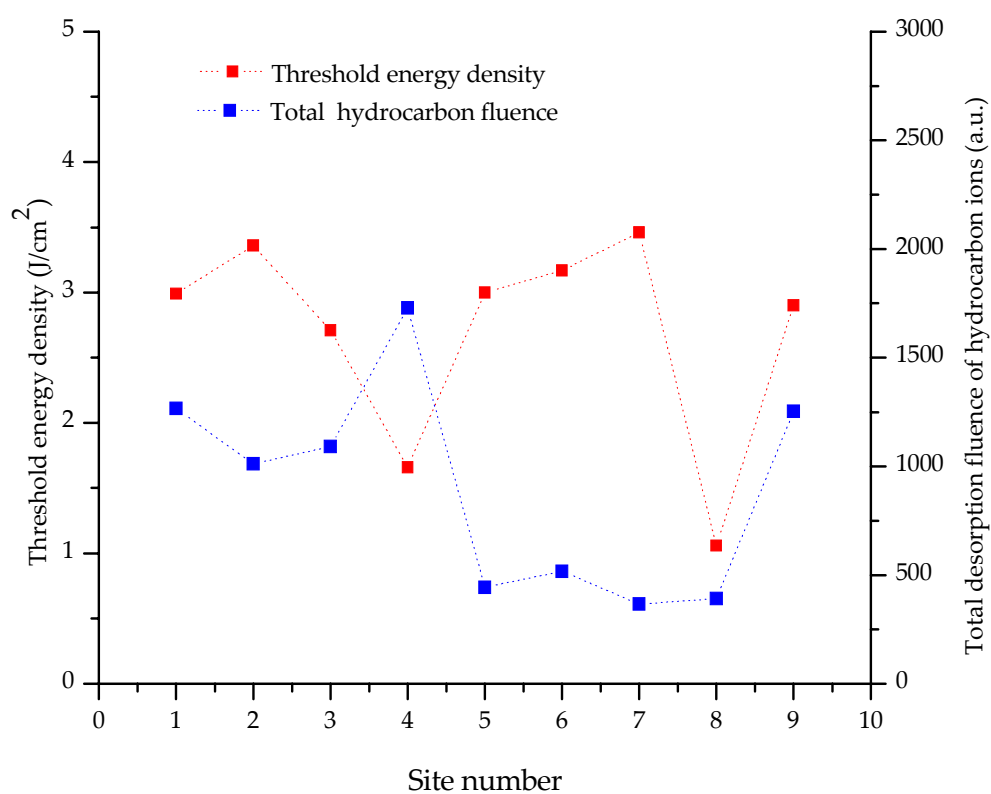 Threshold energy density
Total hydrocarbon fluence
Threshold energy density (J/cm²)
5
4
3
2
1
0
Total desorption fluence of hydrocarbon ions (a.u.)
3000
2500
2000
1500
1000
500
0
0 1 2 3 4 5 6 7 8 9 10
Site number